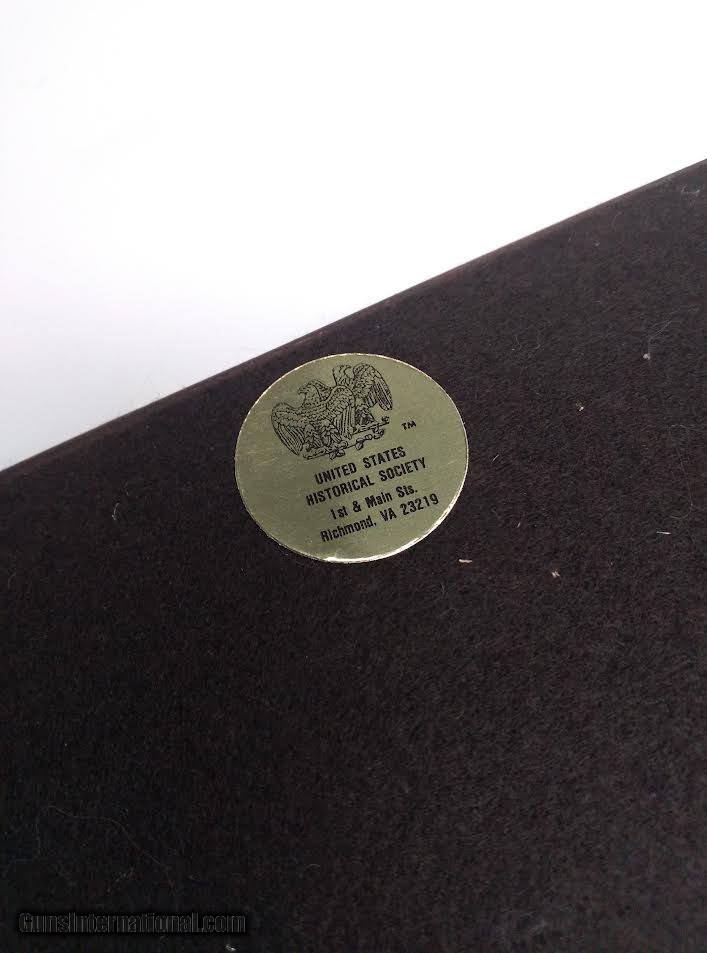 TM
UNITED STATES
HISTORICAL SOCIETY
1st & Main Sts.
Richmond, VA 23219
GunsInternational.com